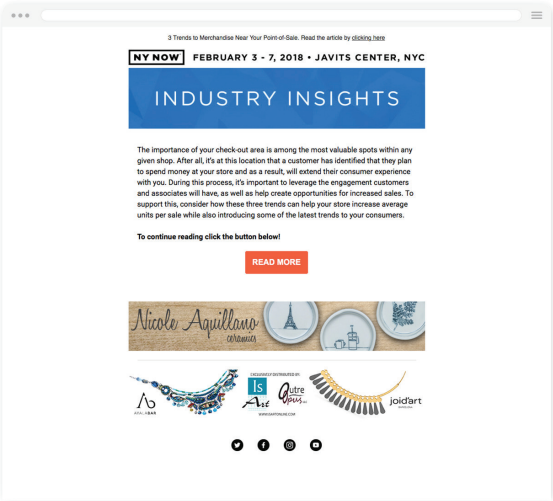 3 Trends to Merchandise Near Your Point-of-Sale. Read the article by clicking here
NY NOW FEBRUARY 3 - 7, 2018 • JAVITS CENTER, NYC
INDUSTRY INSIGHTS
The importance of your check-out area is among the most valuable spots within any
given shop. After all, it's at this location that a customer has identified that they plan
to spend money at your store and as a result, will extend their consumer experience
with you. During this process, it's important to leverage the engagement customers
and associates will have, as well as help create opportunities for increased sales. To
support this, consider how these three trends can help your store increase average
units per sale while also introducing some of the latest trends to your consumers.
To continue reading click the button below!
READ MORE
Nicole Aquillano
ceramics
AYALABAR
EXCLUSIVELY DISTRIBUTED BY:
Is
Art
Outre
Opus
joid'art
BARCELONA